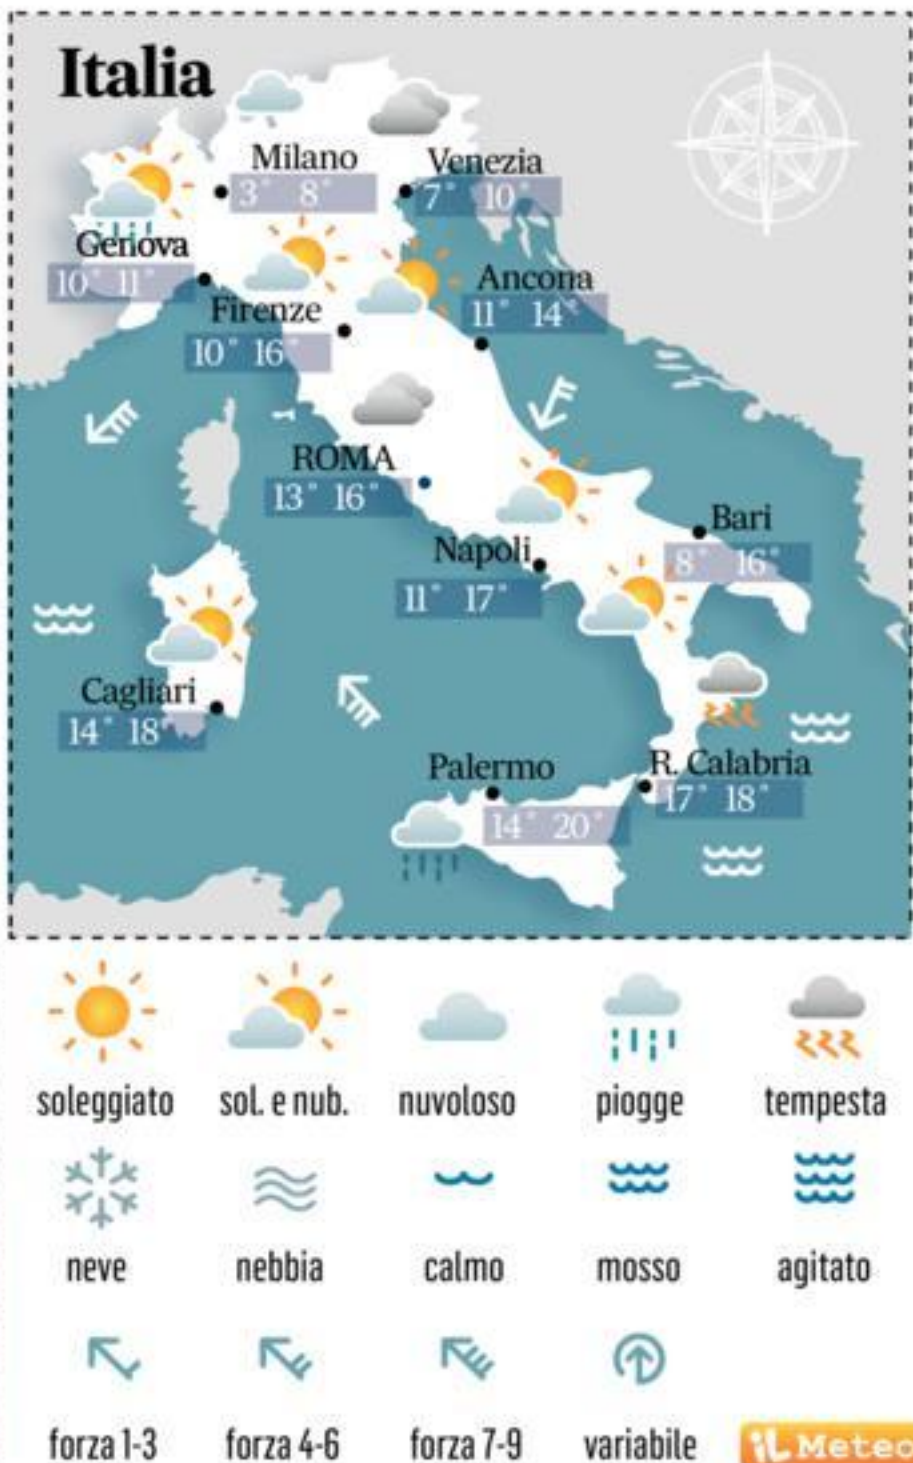 Italia
Milano
3° 8°
Venezia
7° 10°
Genova
10° 11°
Ancona
11° 14°
Firenze
10° 16°
ROMA
13° 16°
Bari
8° 16°
Napoli
11° 17°
Cagliari
14° 18°
Palermo
14° 20°
R. Calabria
17° 18°
soleggiato
sol. e nub.
nuvoloso
piogge
tempesta
neve
nebbia
calmo
mosso
agitato
forza 1-3
forza 4-6
forza 7-9
variabile
iL Meteo